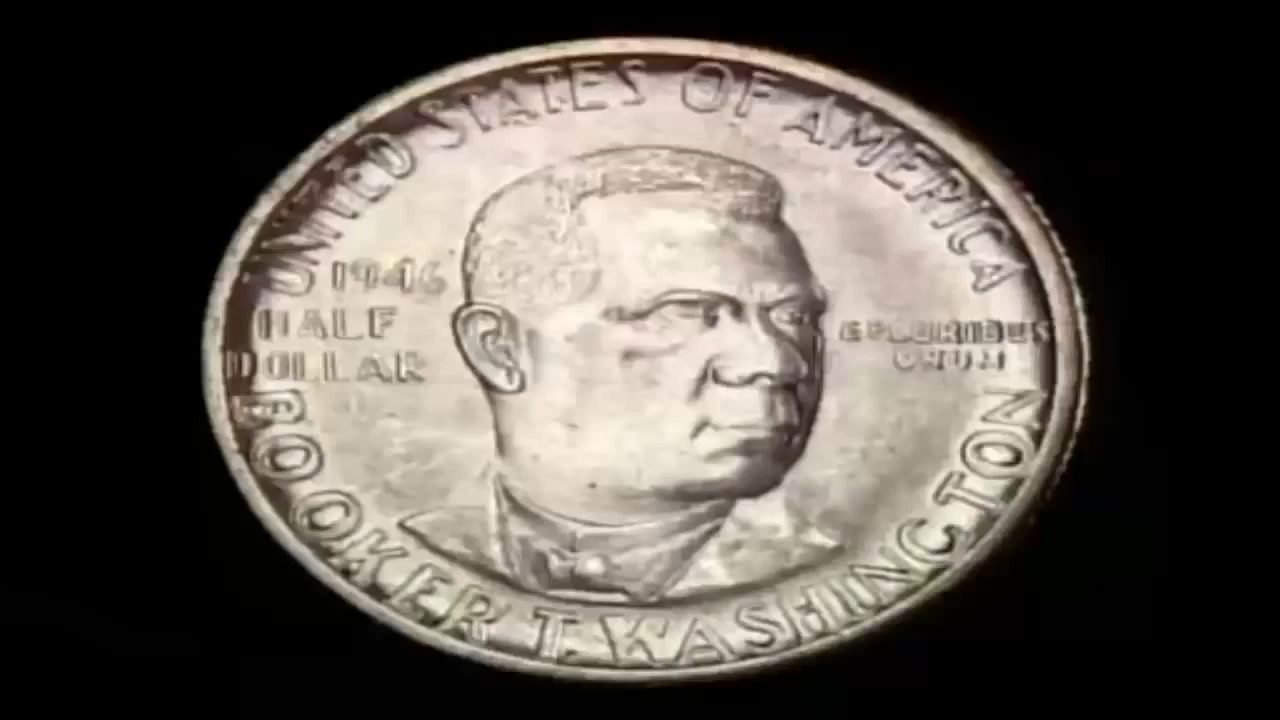 UNITED STATES OF AMERICA
1946
HALF
DOLLAR
E PLURIBUS
UNUM
BOOKER T. WASHINGTON